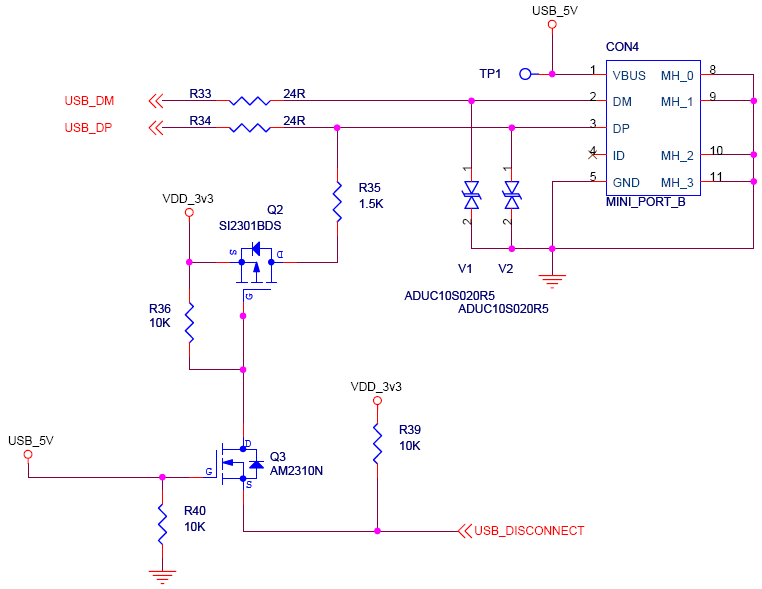 USB_5V
CON4
TP1
1 VBUS MH_0 8
USB_DM R33 24R 2 DM MH_1 9
USB_DP R34 24R 3 DP
4 ID MH_2 10
5 GND MH_3 11
MINI_PORT_B
1 1
R35
1.5K
2 2
VDD_3v3
Q2
SI2301BDS
S D
G
V1 V2
ADUC10S020R5
ADUC10S020R5
R36
10K
VDD_3v3
R39
10K
USB_5V
D
G
S
Q3
AM2310N
R40
10K
USB_DISCONNECT